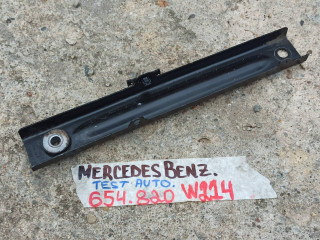 MERCEDES BENZ.
TEST AUTO.
654.820 W214